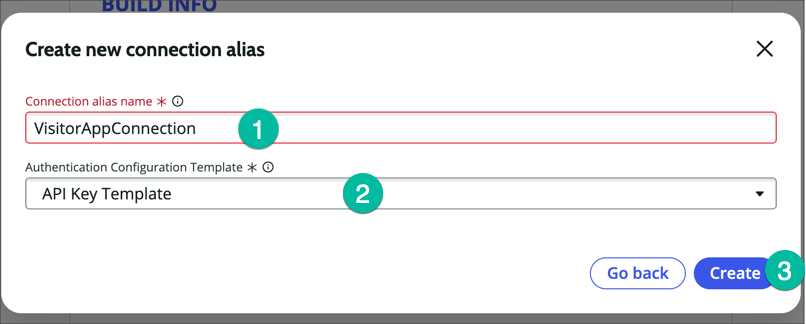 BUILD INFO
Create new connection alias
Connection alias name *
VisitorAppConnection 1
Authentication Configuration Template *
API Key Template 2
Go back Create 3